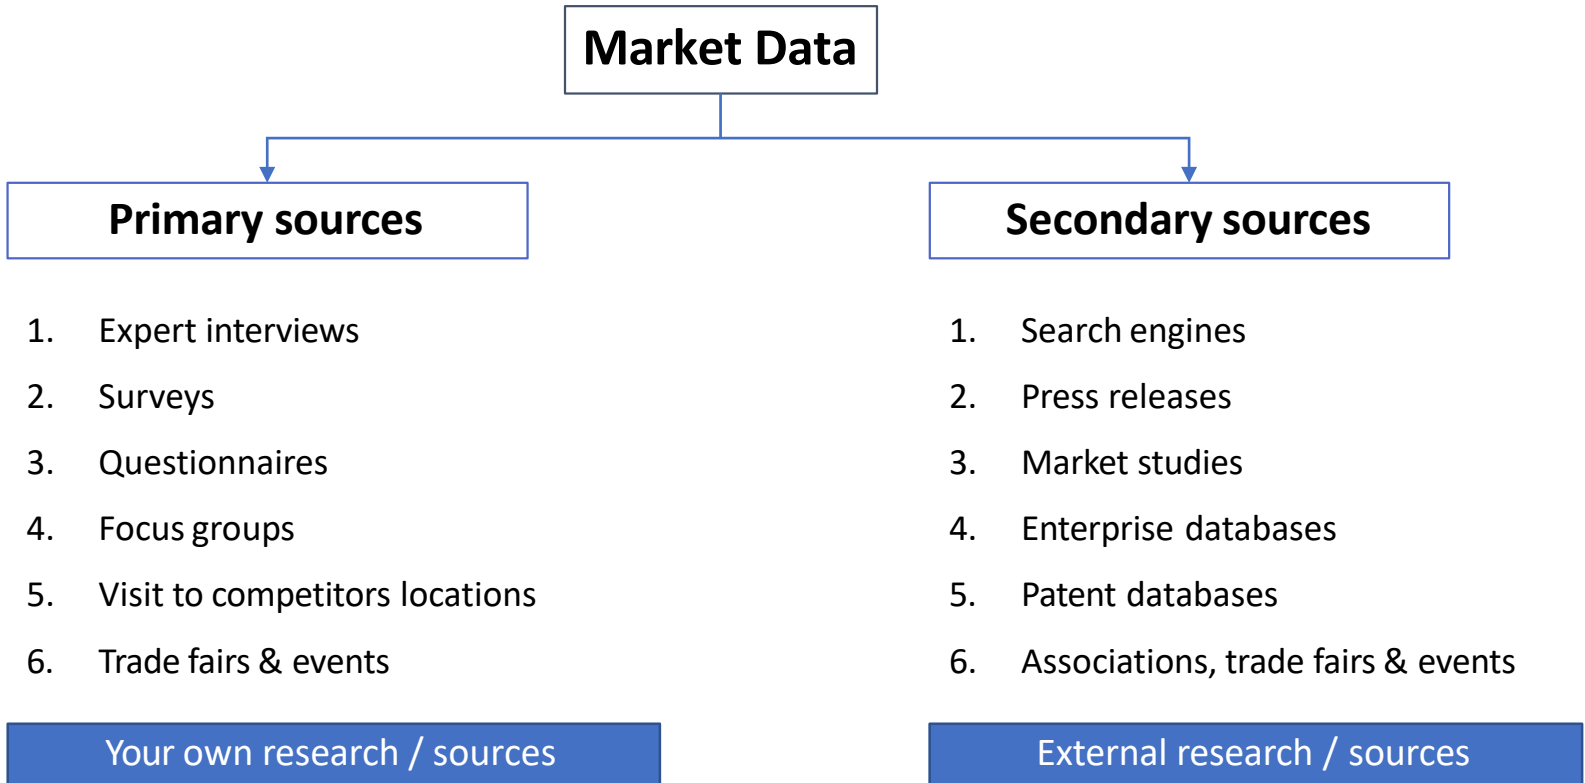 Market Data
Primary sources
1. Expert interviews
2. Surveys
3. Questionnaires
4. Focus groups
5. Visit to competitors locations
6. Trade fairs & events
Your own research / sources
Secondary sources
1. Search engines
2. Press releases
3. Market studies
4. Enterprise databases
5. Patent databases
6. Associations, trade fairs & events
External research / sources